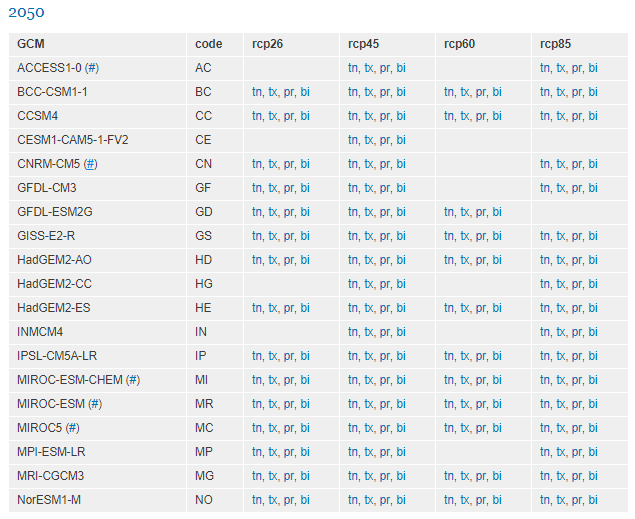 2050
GCM code rcp26 rcp45 rcp60 rcp85
ACCESS1-0 (#) AC tn, tx, pr, bi tn, tx, pr, bi
BCC-CSM1-1 BC tn, tx, pr, bi tn, tx, pr, bi tn, tx, pr, bi tn, tx, pr, bi
CCSM4 CC tn, tx, pr, bi tn, tx, pr, bi tn, tx, pr, bi tn, tx, pr, bi
CESM1-CAM5-1-FV2 CE tn, tx, pr, bi
CNRM-CM5 (#) CN tn, tx, pr, bi tn, tx, pr, bi tn, tx, pr, bi
GFDL-CM3 GF tn, tx, pr, bi tn, tx, pr, bi tn, tx, pr, bi
GFDL-ESM2G GD tn, tx, pr, bi tn, tx, pr, bi tn, tx, pr, bi
GISS-E2-R GS tn, tx, pr, bi tn, tx, pr, bi tn, tx, pr, bi tn, tx, pr, bi
HadGEM2-AO HD tn, tx, pr, bi tn, tx, pr, bi tn, tx, pr, bi tn, tx, pr, bi
HadGEM2-CC HG tn, tx, pr, bi tn, tx, pr, bi
HadGEM2-ES HE tn, tx, pr, bi tn, tx, pr, bi tn, tx, pr, bi tn, tx, pr, bi
INMCM4 IN tn, tx, pr, bi tn, tx, pr, bi
IPSL-CM5A-LR IP tn, tx, pr, bi tn, tx, pr, bi tn, tx, pr, bi tn, tx, pr, bi
MIROC-ESM-CHEM (#) MI tn, tx, pr, bi tn, tx, pr, bi tn, tx, pr, bi tn, tx, pr, bi
MIROC-ESM (#) MR tn, tx, pr, bi tn, tx, pr, bi tn, tx, pr, bi tn, tx, pr, bi
MIROC5 (#) MC tn, tx, pr, bi tn, tx, pr, bi tn, tx, pr, bi tn, tx, pr, bi
MPI-ESM-LR MP tn, tx, pr, bi tn, tx, pr, bi tn, tx, pr, bi
MRI-CGCM3 MG tn, tx, pr, bi tn, tx, pr, bi tn, tx, pr, bi tn, tx, pr, bi
NorESM1-M NO tn, tx, pr, bi tn, tx, pr, bi tn, tx, pr, bi tn, tx, pr, bi